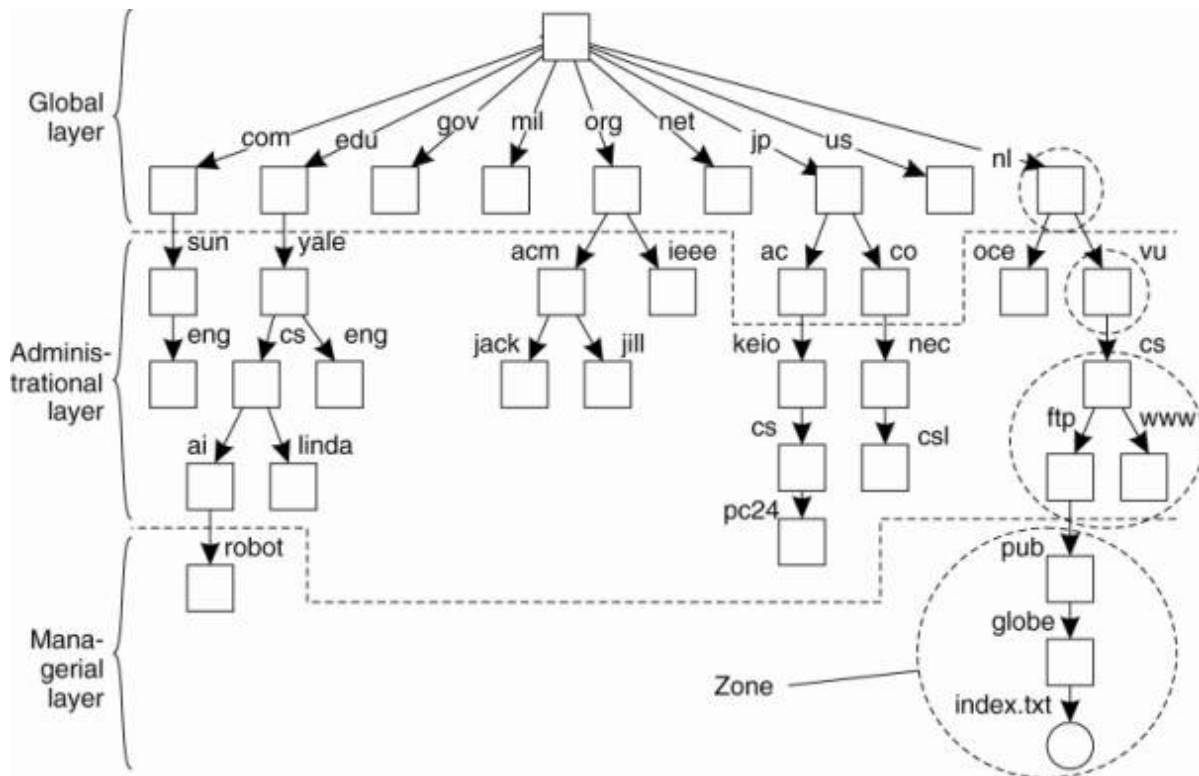 Global
layer
com
edu
gov
mil
org
net
jp
us
nl
sun
yale
acm
ieee
ac
co
oce
vu
Adminis-
trational
layer
eng
cs
eng
jack
jill
keio
nec
cs
ai
linda
cs
csl
ftp
www
pc24
robot
pub
Mana-
gerial
layer
globe
Zone
index.txt